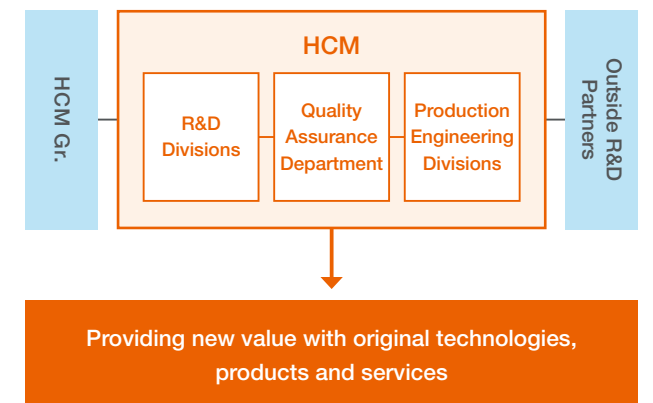 HCM
HCM Gr.
R&D
Divisions
Quality
Assurance
Department
Production
Engineering
Divisions
Outside R&D
Partners
Providing new value with original technologies,
products and services